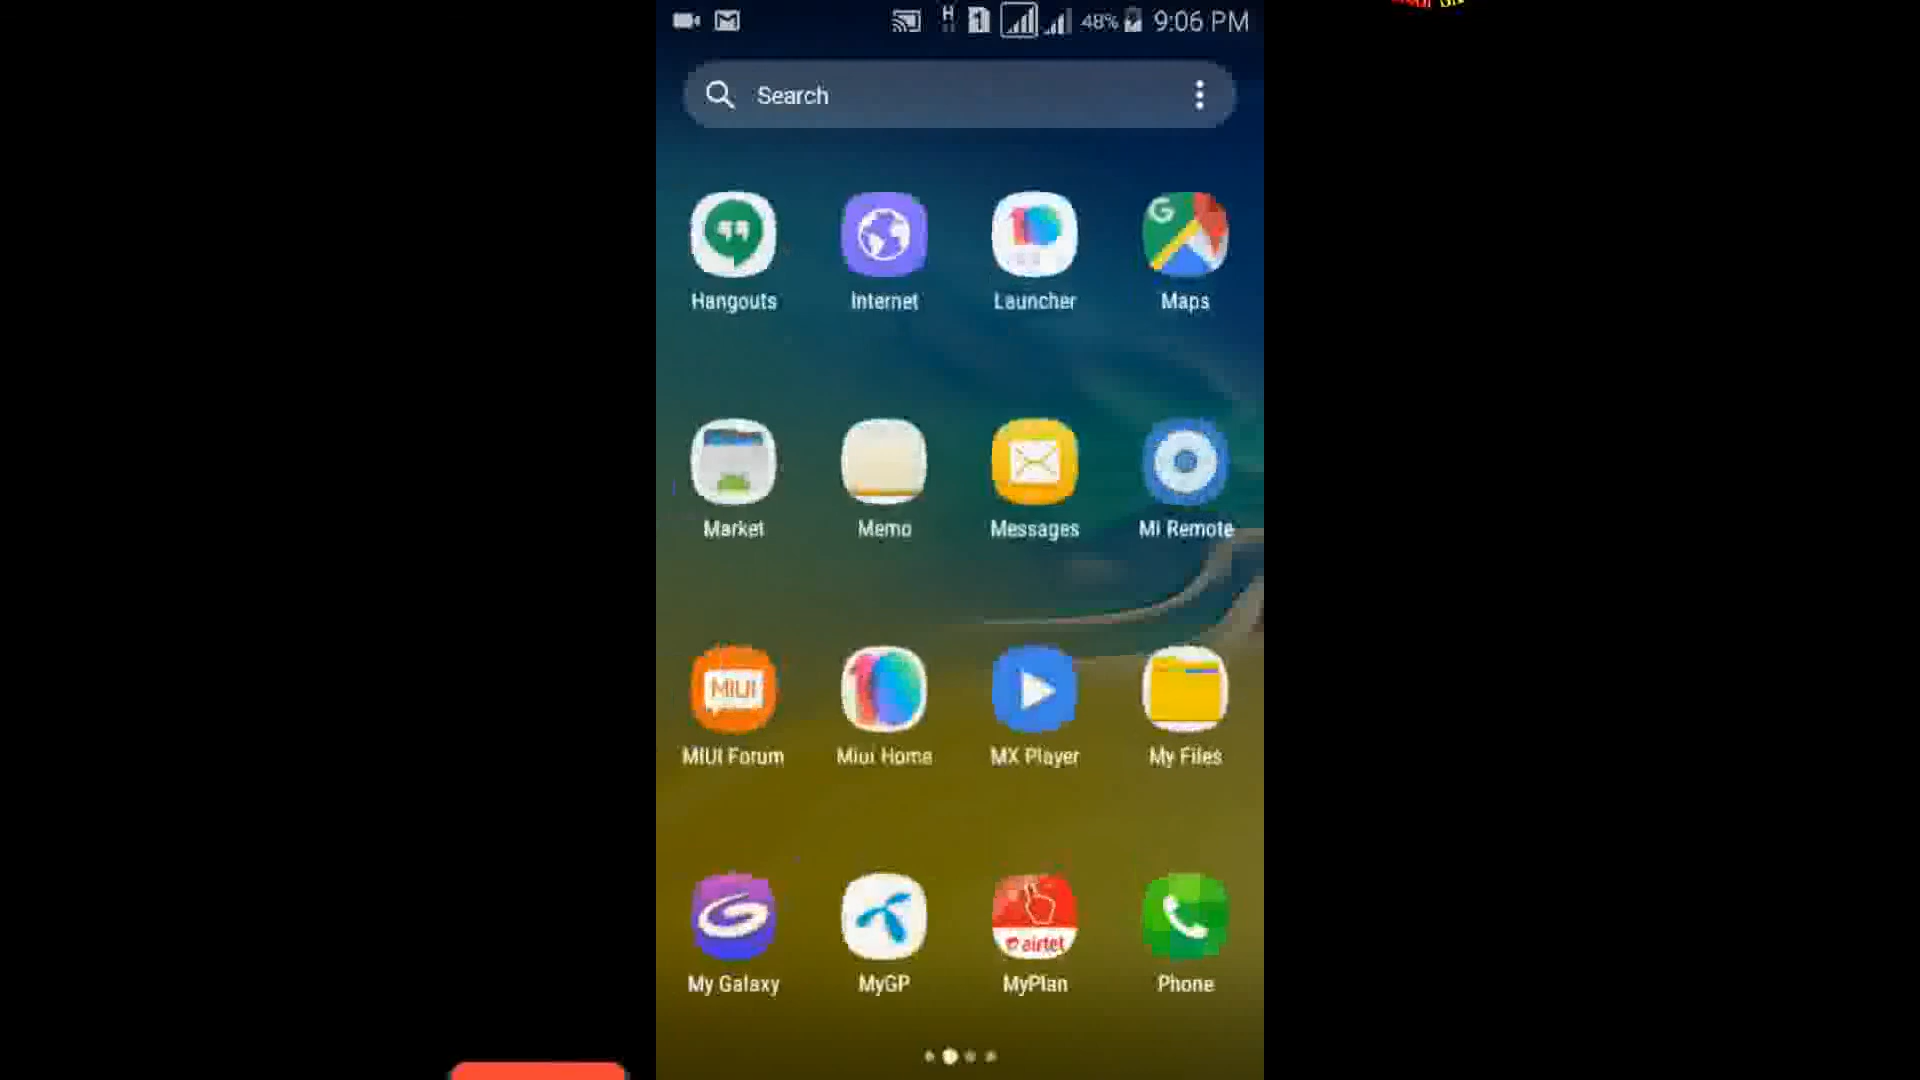 48% 9:06 PM
Search
Hangouts Internet Launcher Maps
Market Memo Messages Mi Remote
MIUI
MIUI Forum Miui Home MX Player My Files
airtel
My Galaxy MyGP MyPlan Phone